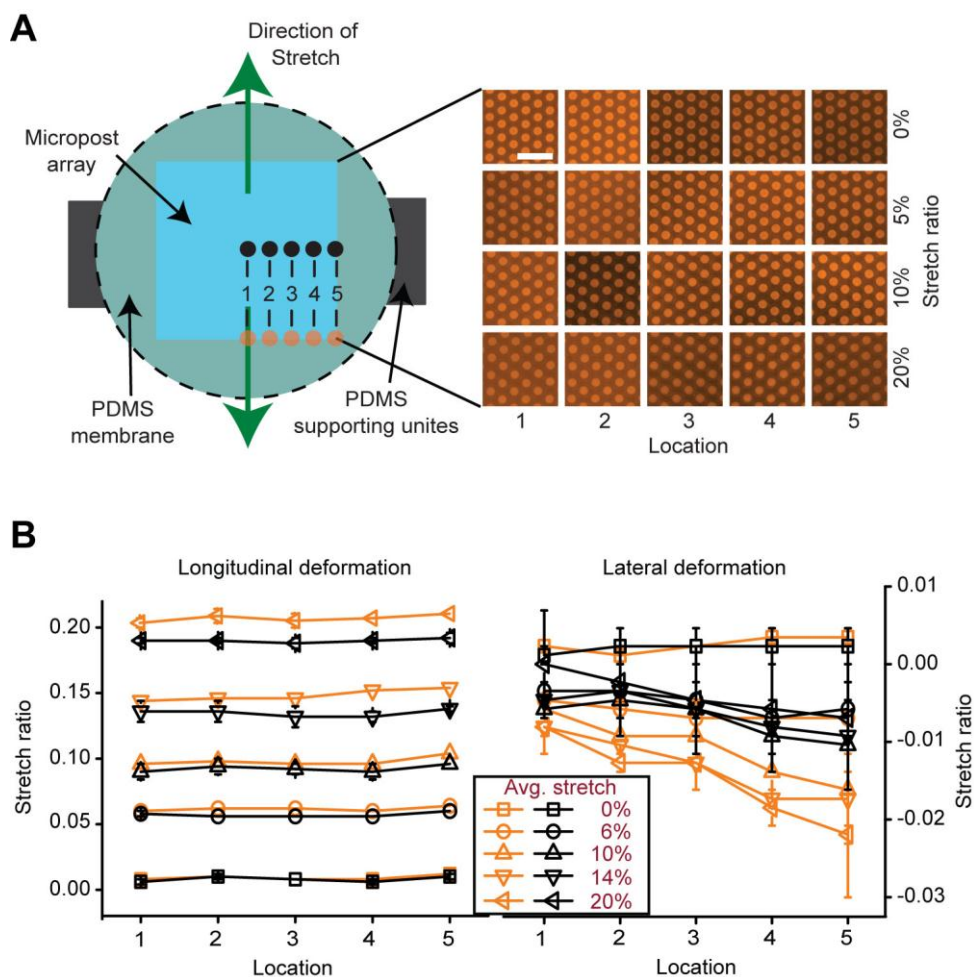 A
Direction of
Stretch
Micropost
array
1 2 3 4 5
PDMS
membrane
PDMS
supporting unites
0%
5%
10%
20%
Stretch ratio
1 2 3 4 5
Location
B
Longitudinal deformation
Lateral deformation
0.20
0.15
0.10
0.05
0.00
Stretch ratio
1 2 3 4 5
Location
0.01
0.00
-0.01
-0.02
-0.03
Stretch ratio
1 2 3 4 5
Location
Avg. stretch
0%
6%
10%
14%
20%